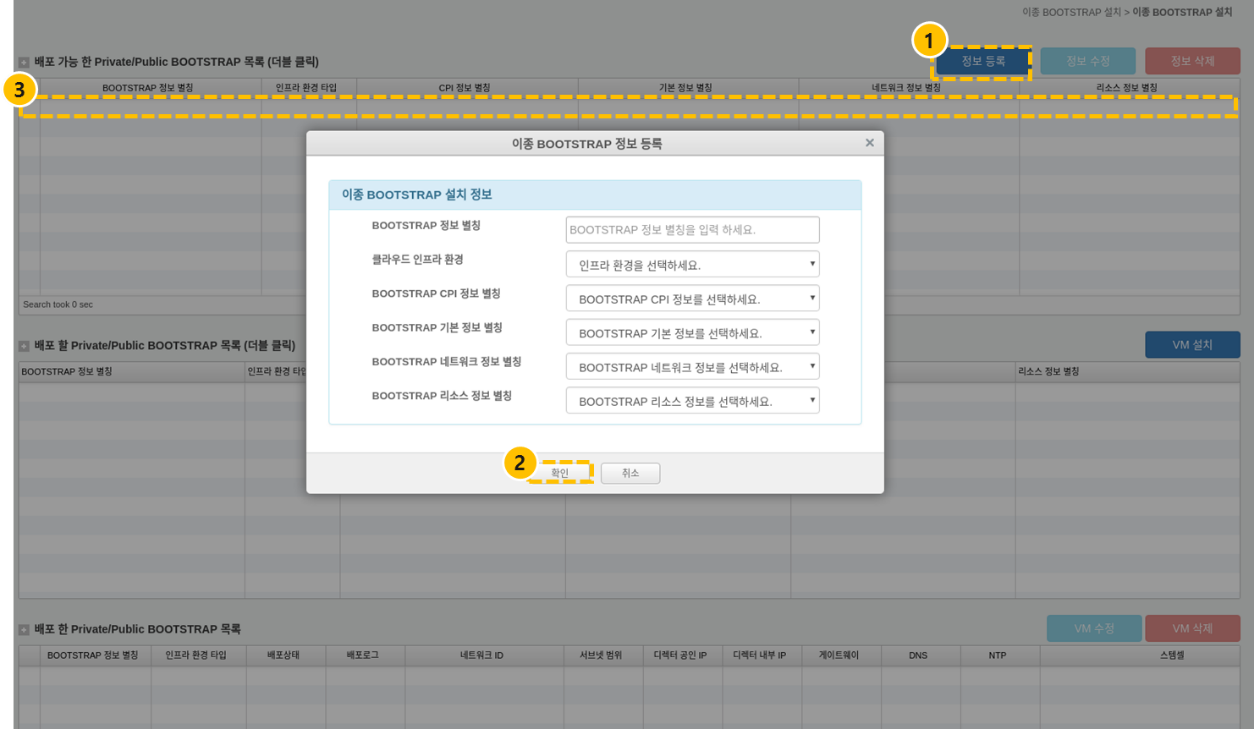 이종 BOOTSTRAP 설치 > 이종 BOOTSTRAP 설치
1
배포 가능 한 Private/Public BOOTSTRAP 목록 (더블 클릭)
정보 등록 정보 수정 정보 삭제
3
BOOTSTRAP 정보 별칭 인프라 환경 타입 CPI 정보 별칭 기본 정보 별칭 네트워크 정보 별칭 리소스 정보 별칭
이종 BOOTSTRAP 정보 등록 ×
이종 BOOTSTRAP 설치 정보
BOOTSTRAP 정보 별칭 BOOTSTRAP 정보 별칭을 입력 하세요.
클라우드 인프라 환경 인프라 환경을 선택하세요.
BOOTSTRAP CPI 정보 별칭 BOOTSTRAP CPI 정보를 선택하세요.
BOOTSTRAP 기본 정보 별칭 BOOTSTRAP 기본 정보를 선택하세요.
BOOTSTRAP 네트워크 정보 별칭 BOOTSTRAP 네트워크 정보를 선택하세요.
BOOTSTRAP 리소스 정보 별칭 BOOTSTRAP 리소스 정보를 선택하세요.
2
확인 취소
Search took 0 sec
배포 할 Private/Public BOOTSTRAP 목록 (더블 클릭)
VM 설치
BOOTSTRAP 정보 별칭 인프라 환경 타입 리소스 정보 별칭
배포 한 Private/Public BOOTSTRAP 목록
VM 수정 VM 삭제
BOOTSTRAP 정보 별칭 인프라 환경 타입 배포상태 배포로그 네트워크 ID 서브넷 범위 디렉터 공인 IP 디렉터 내부 IP 게이트웨이 DNS NTP 스템셀